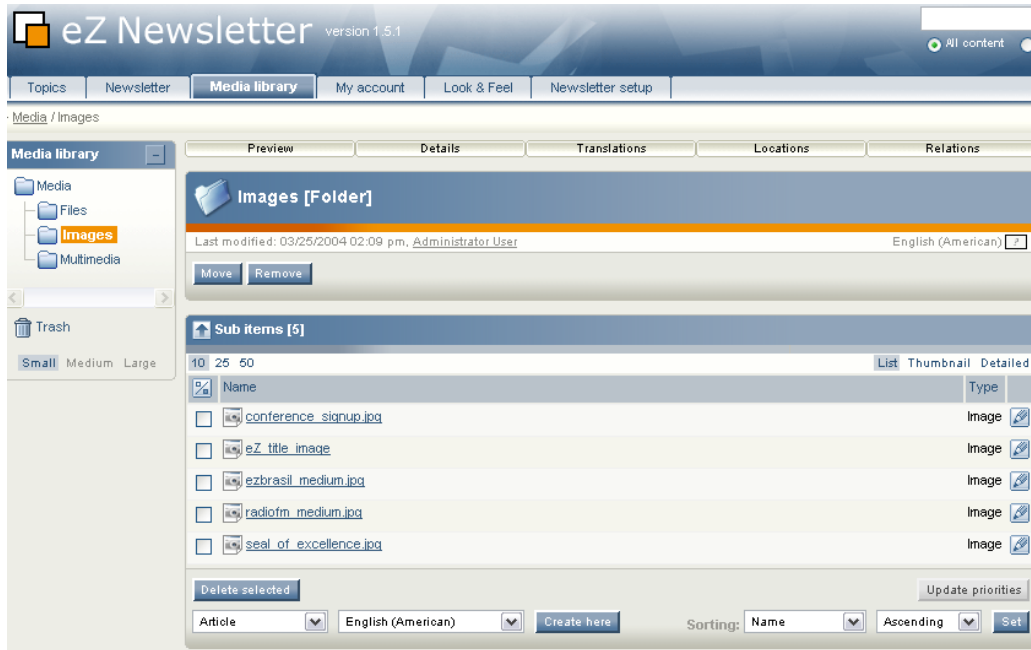 eZ Newsletter version 1.5.1
All content
Topics Newsletter Media library My account Look & Feel Newsletter setup
Media / Images
Media library
Media
Files
Images
Multimedia
Trash
Small Medium Large
Preview Details Translations Locations Relations
Images [Folder]
Last modified: 03/25/2004 02:09 pm, Administrator User English (American)
Move Remove
Sub items [5]
10 25 50 List Thumbnail Detailed
Name Type
conference_signup.jpg Image
eZ_title_image Image
ezbrasil_medium.jpg Image
radiofm_medium.jpg Image
seal_of_excellence.jpg Image
Delete selected Update priorities
Article English (American) Create here Sorting: Name Ascending Set